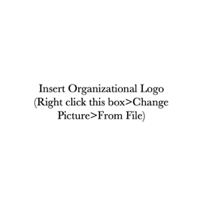 Insert Organizational Logo
(Right click this box>Change
Picture>From File)